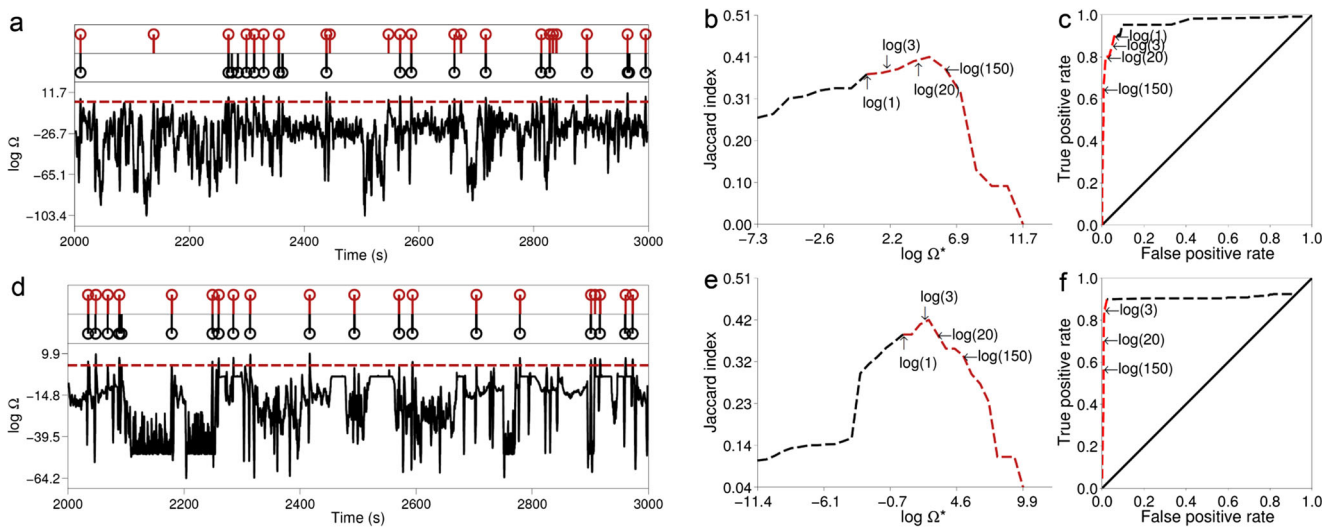 a
11.7
−26.7
−65.1
−103.4
log Ω
2000
2200
2400
2600
2800
3000
Time (s)
b
0.51
0.41
0.31
0.20
0.10
0.00
Jaccard index
log(1)
log(3)
log(20)
log(150)
−7.3
−2.6
2.2
6.9
11.7
log Ω*
c
1.0
0.8
0.6
0.4
0.2
0.0
True positive rate
log(1)
log(3)
log(20)
log(150)
0.0
0.2
0.4
0.6
0.8
1.0
False positive rate
d
9.9
−14.8
−39.5
−64.2
log Ω
2000
2200
2400
2600
2800
3000
Time (s)
e
0.51
0.42
0.32
0.23
0.14
0.04
Jaccard index
log(3)
log(20)
log(1)
log(150)
−11.4
−6.1
−0.7
4.6
9.9
log Ω*
f
1.0
0.8
0.6
0.4
0.2
0.0
True positive rate
log(3)
log(20)
log(150)
0.0
0.2
0.4
0.6
0.8
1.0
False positive rate